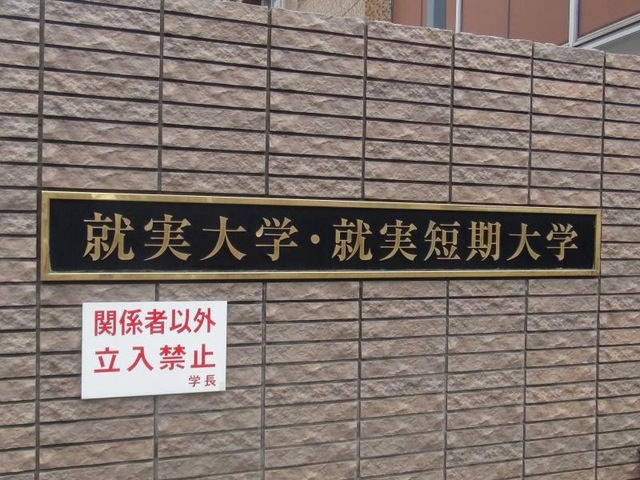 就実大学・就実短期大学
関係者以外
立入禁止
学長